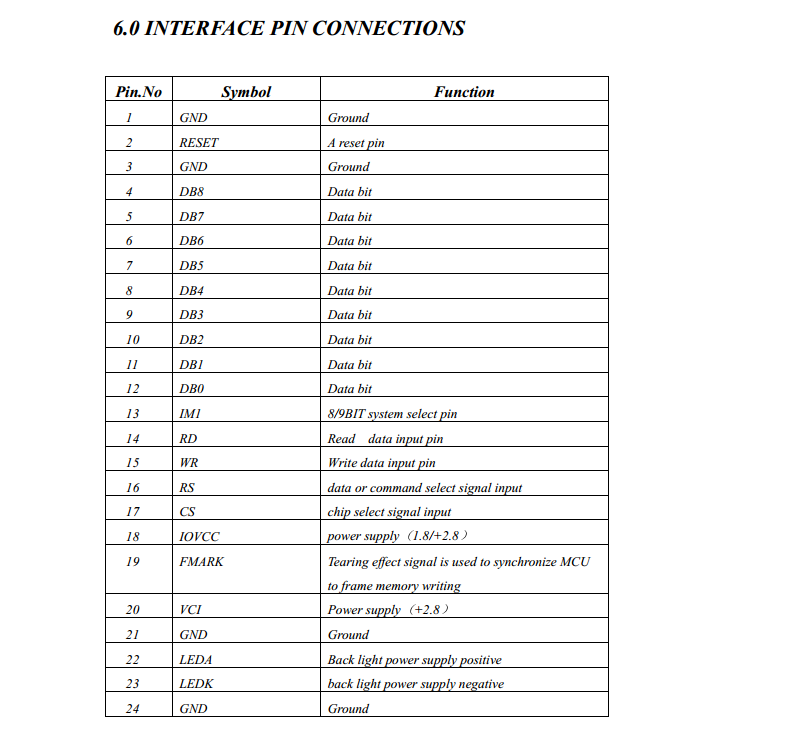 6.0 INTERFACE PIN CONNECTIONS
Pin.No Symbol Function
1 GND Ground
2 RESET A reset pin
3 GND Ground
4 DB8 Data bit
5 DB7 Data bit
6 DB6 Data bit
7 DB5 Data bit
8 DB4 Data bit
9 DB3 Data bit
10 DB2 Data bit
11 DB1 Data bit
12 DB0 Data bit
13 IM1 8/9BIT system select pin
14 RD Read data input pin
15 WR Write data input pin
16 RS data or command select signal input
17 CS chip select signal input
18 IOVCC power supply（1.8/+2.8）
19 FMARK Tearing effect signal is used to synchronize MCU
to frame memory writing
20 VCI Power supply（+2.8）
21 GND Ground
22 LEDA Back light power supply positive
23 LEDK back light power supply negative
24 GND Ground